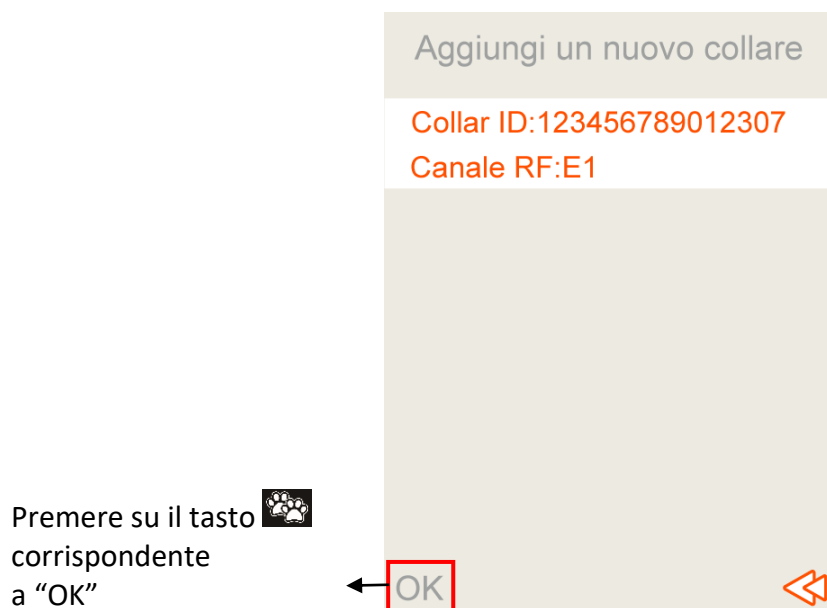 Aggiungi un nuovo collare
Collar ID:123456789012307
Canale RF:E1
Premere su il tasto
corrispondente
a “OK”
OK